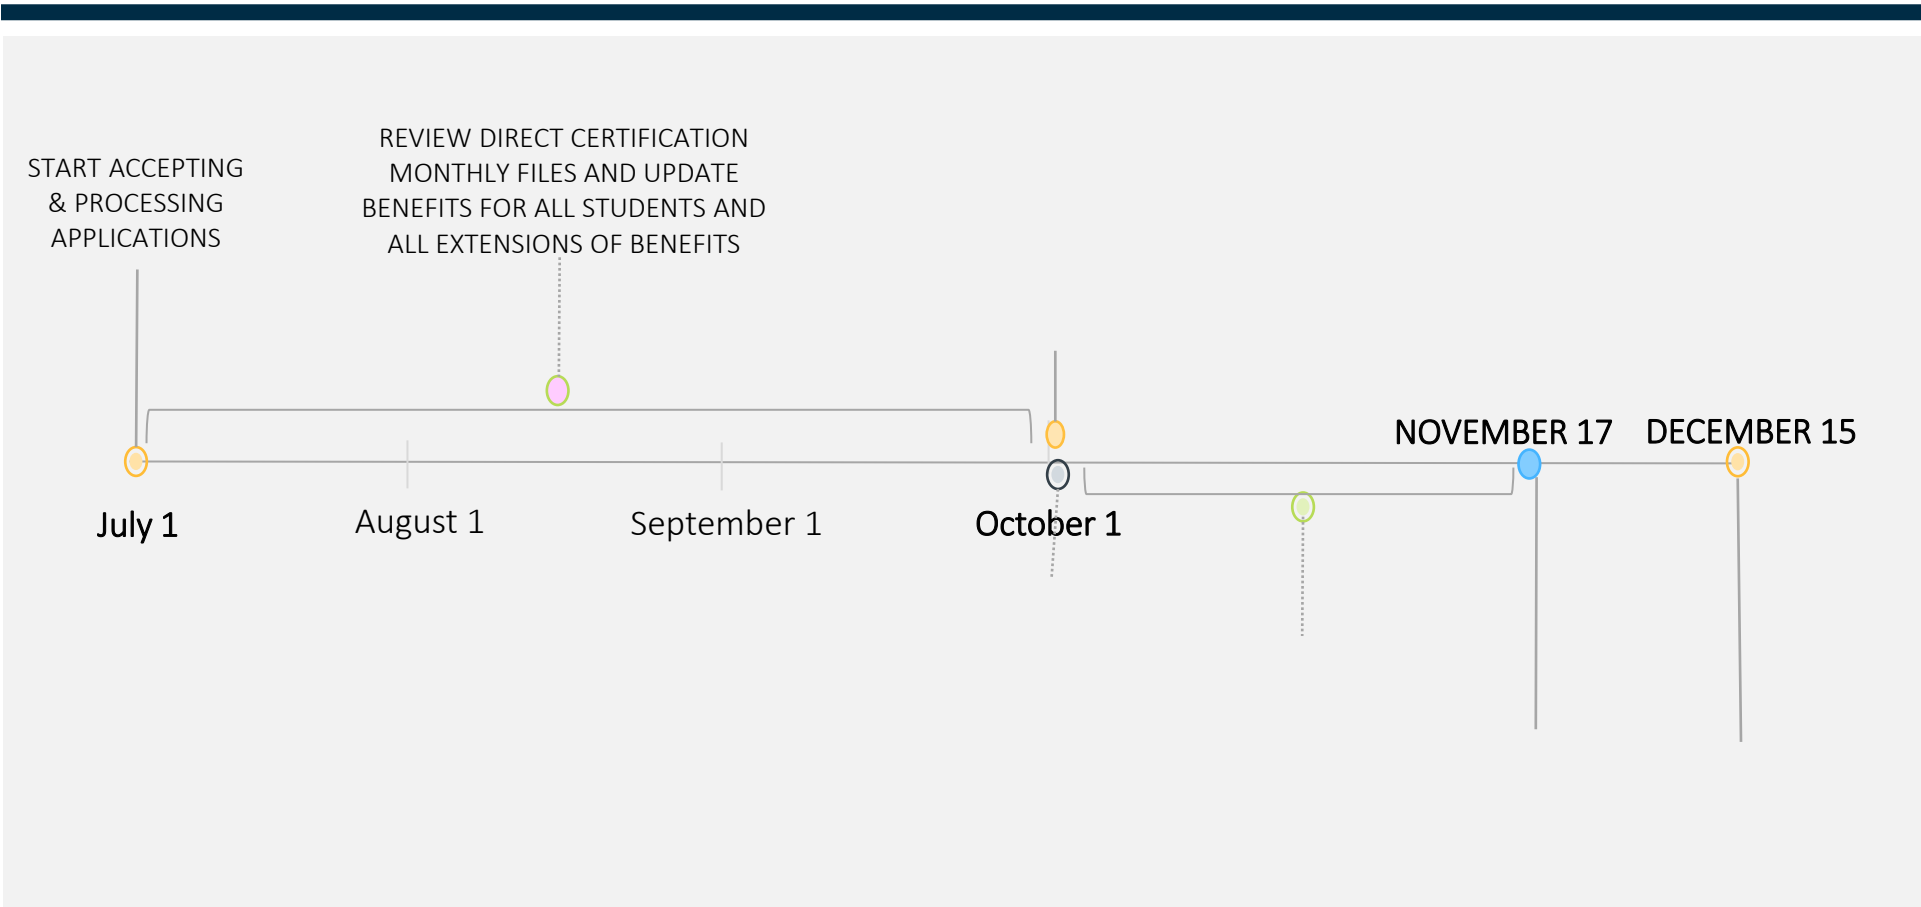 START ACCEPTING
& PROCESSING
APPLICATIONS
REVIEW DIRECT CERTIFICATION
MONTHLY FILES AND UPDATE
BENEFITS FOR ALL STUDENTS AND
ALL EXTENSIONS OF BENEFITS
NOVEMBER 17
DECEMBER 15
July 1
August 1
September 1
October 1